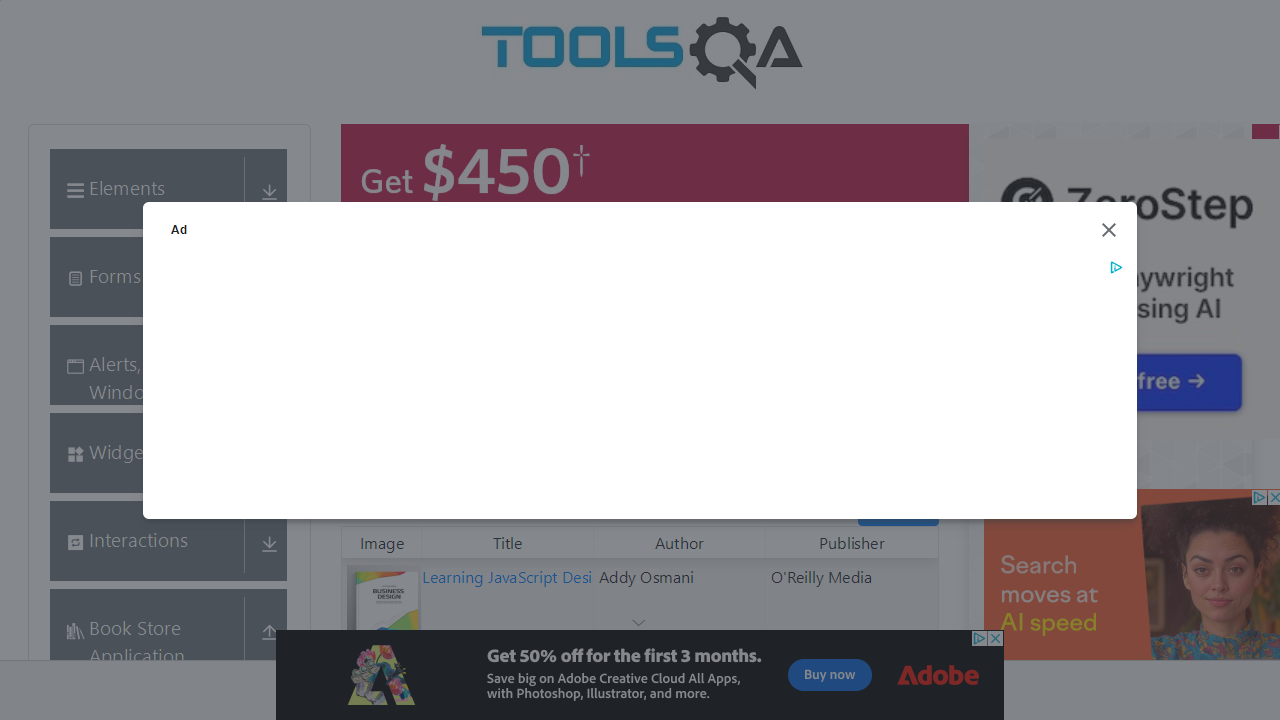 TOOLSQA
Elements
Forms
Alerts,
Windo
Widge
Interactions
Book Store
Application
Get $450†
Ad
ZeroStep
ywright
sing AI
free →
Image
Title
Author
Publisher
BUSINESS
DESIGN
Learning JavaScript Desi
Addy Osmani
O'Reilly Media
Search
moves at
AI speed
Get 50% off for the first 3 months.
Save big on Adobe Creative Cloud All Apps,
with Photoshop, Illustrator, and more.
Buy now
Adobe